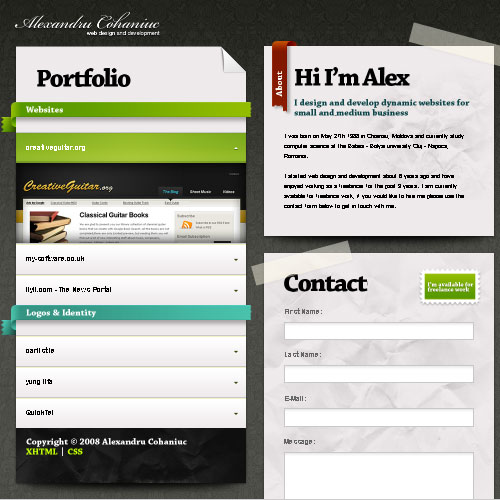 Alexandru Cohaniuc
web design and development
Portfolio
Websites
creativeguitar.org
CreativeGuitar.org
The Blog Sheet Music Videos
Classical Guitar Books
Subscribe
Email Subscription
my-software.co.uk
Ilyil.com - The News Portal
Logos & Identity
carlictie
yung lifa
QuickTel
Copyright © 2008 Alexandru Cohaniuc
XHTML | CSS
About
Hi I'm Alex
I design and develop dynamic websites for
small and medium business
I was born on May 27th 1988 in Chisinau, Moldova and currently study
computer science at the Babes - Bolyai university Cluj - Napoca,
Romania.
I started web design and development about 6 years ago and have
enjoyed working as a freelancer for the past 3 years. I am currently
available for freelance work, if you would like to hire me please use the
contact form below to get in touch with me.
Contact
I'm available for
freelance work
First Name:
Last Name:
E-Mail:
Message: